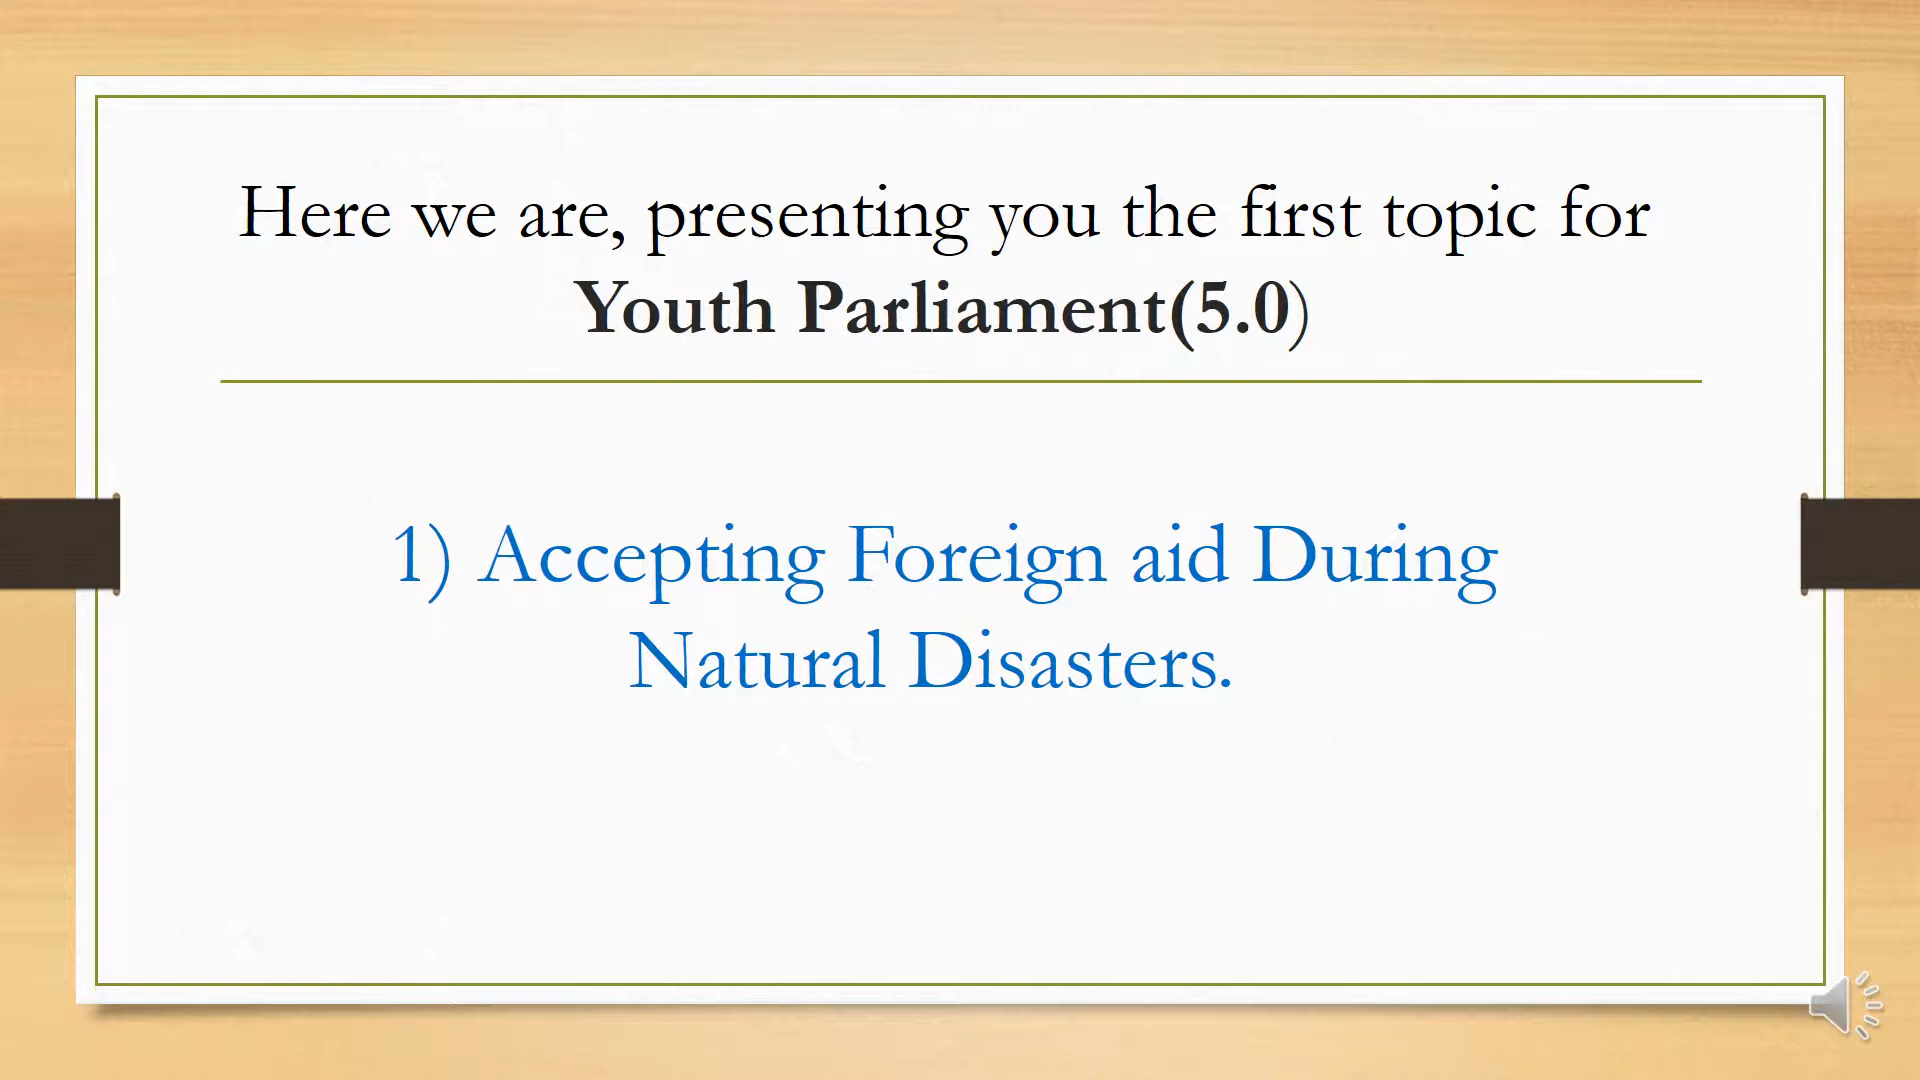 Here we are, presenting you the first topic for
Youth Parliament(5.0)
1) Accepting Foreign aid During
Natural Disasters.